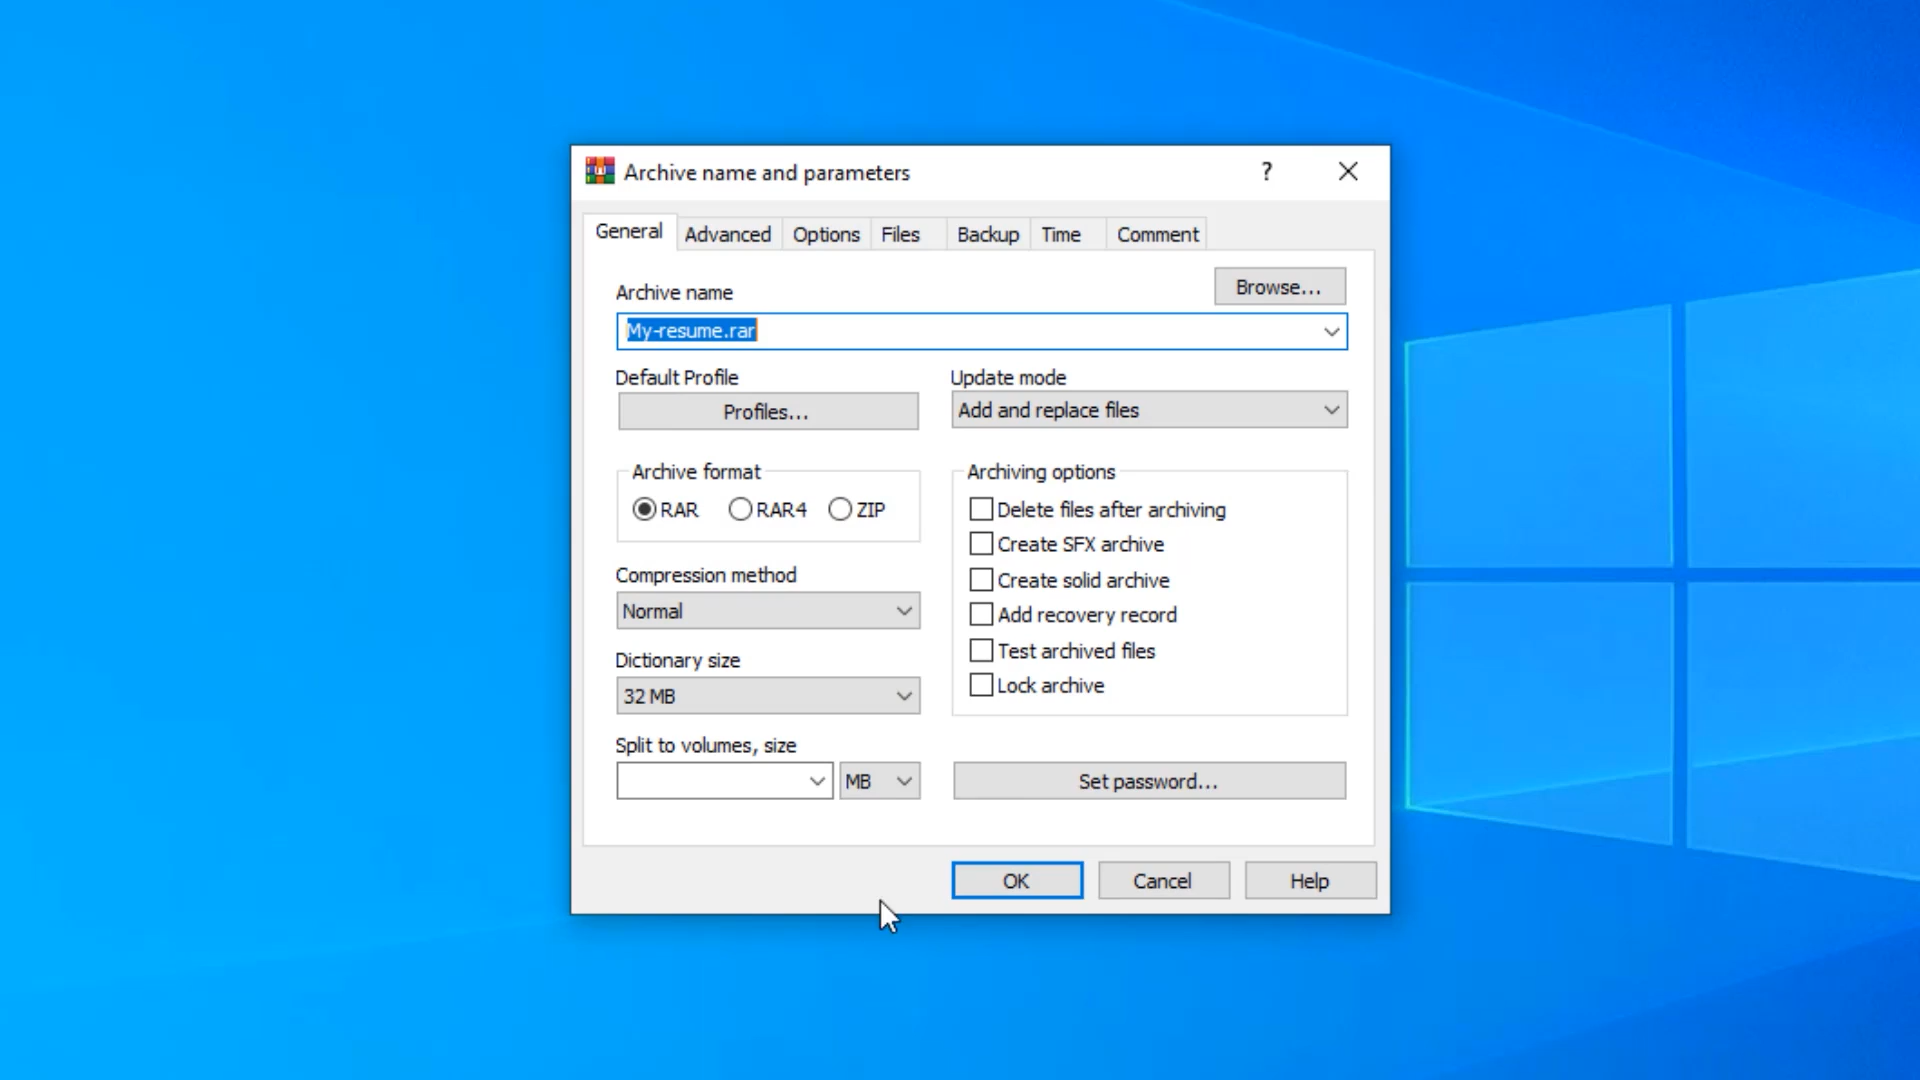 Archive name and parameters
?
General Advanced Options Files Backup Time Comment
Archive name
Browse...
My-resume.rar
Default Profile
Update mode
Profiles...
Add and replace files
Archive format
Archiving options
RAR RAR4 ZIP
Delete files after archiving
Create SFX archive
Compression method
Create solid archive
Normal
Add recovery record
Test archived files
Dictionary size
32 MB
Lock archive
Split to volumes, size
MB
Set password...
OK Cancel Help